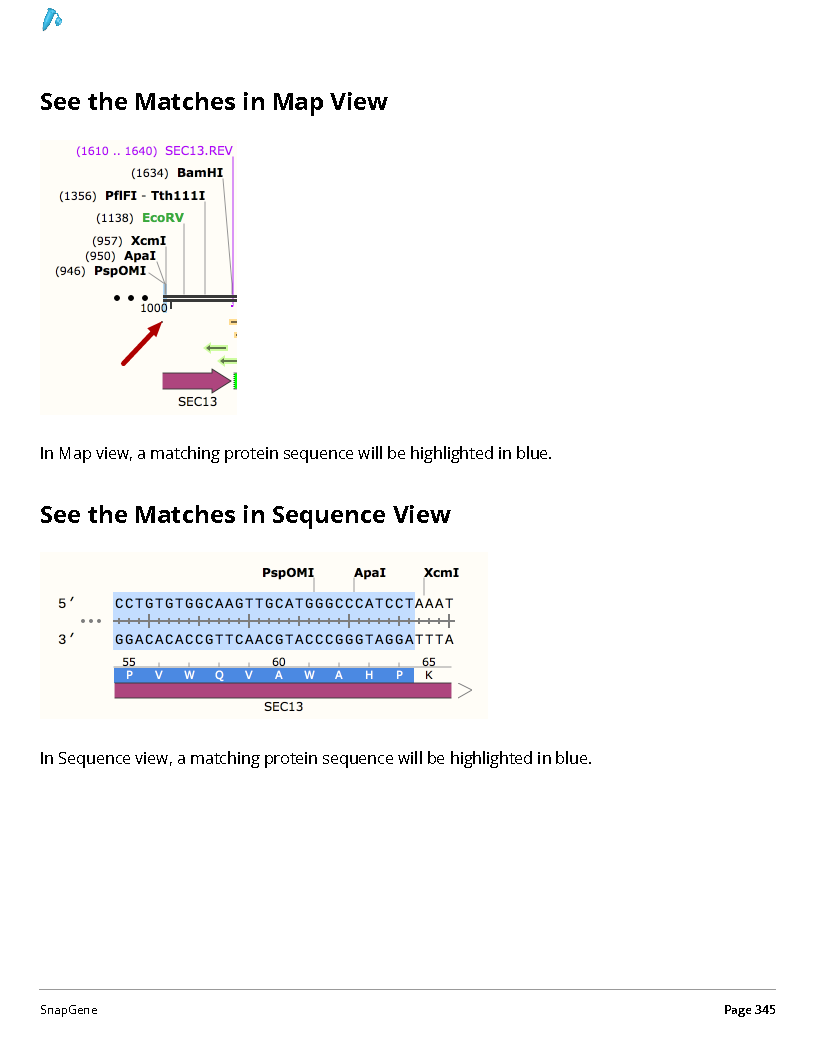 See the Matches in Map View
(1610 .. 1640) SEC13.REV
(1634) BamHI
(1356) PflFI - Tth111I
(1138) EcoRV
(957) XcmI
(950) ApaI
(946) PspOMI
1000
SEC13
In Map view, a matching protein sequence will be highlighted in blue.
See the Matches in Sequence View
PspOMI ApaI XcmI
5′ CCTGTGTGGCAAGTTGCATGGGCCCATCCTAAAT
3′ GGACACACCGTTCAACGTACCCGGGTAGGATTTA
55 60 65
P V W Q V A W A H P K
SEC13
In Sequence view, a matching protein sequence will be highlighted in blue.
SnapGene Page 345